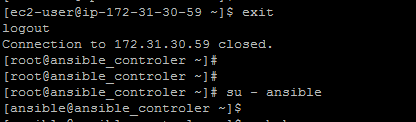 [ec2-user@ip-172-31-30-59 ~]$ exit
logout
Connection to 172.31.30.59 closed.
[root@ansible_controler ~]#
[root@ansible_controler ~]#
[root@ansible_controler ~]# su - ansible
[ansible@ansible_controler ~]$